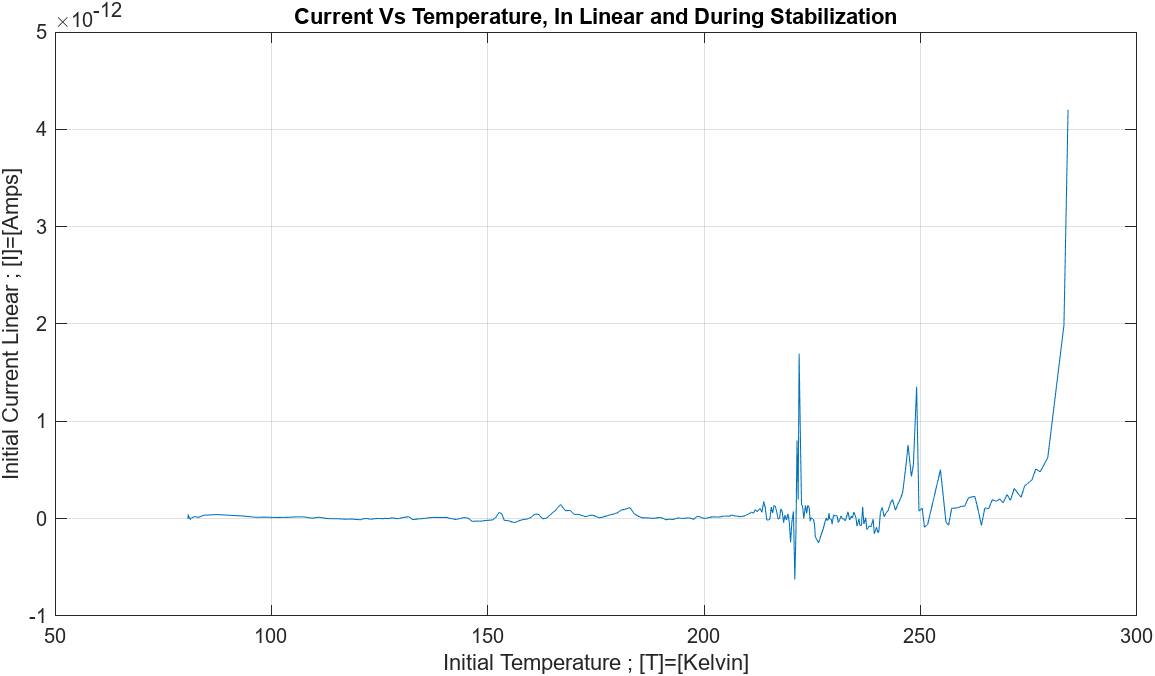 Current Vs Temperature, In Linear and During Stabilization
×10-12
5
4
3
2
1
0
-1
Initial Current Linear ; [I]=[Amps]
50 100 150 200 250 300
Initial Temperature ; [T]=[Kelvin]